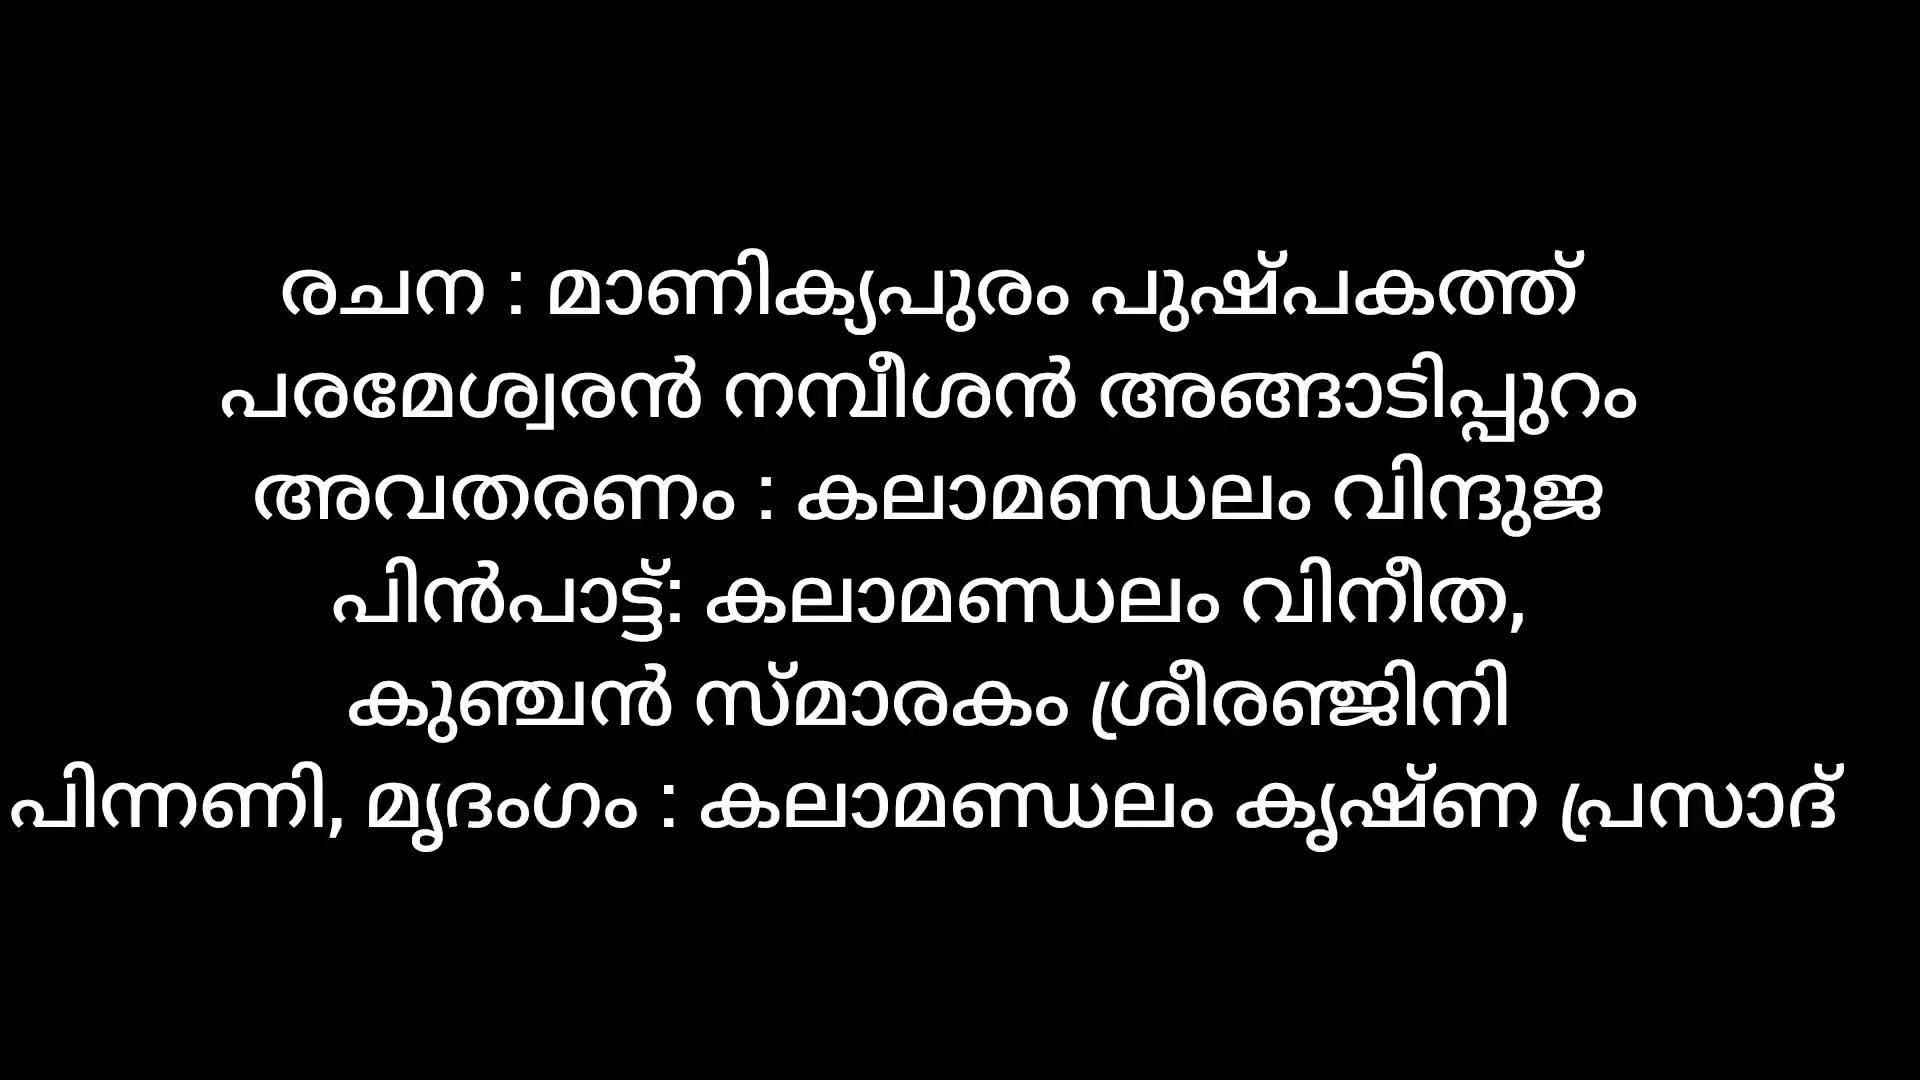 രചന : മാണിക്യപുരം പുഷ്പകത്ത്
പരമേശ്വരൻ നമ്പീശൻ അങ്ങാടിപ്പുറം
അവതരണം : കലാമണ്ഡലം വിന്ദുജ
പിൻപാട്ട്: കലാമണ്ഡലം വിനീത,
കുഞ്ചൻ സ്മാരകം ശ്രീരഞ്ജിനി
പിന്നണി, മൃദംഗം : കലാമണ്ഡലം കൃഷ്ണ പ്രസാദ്